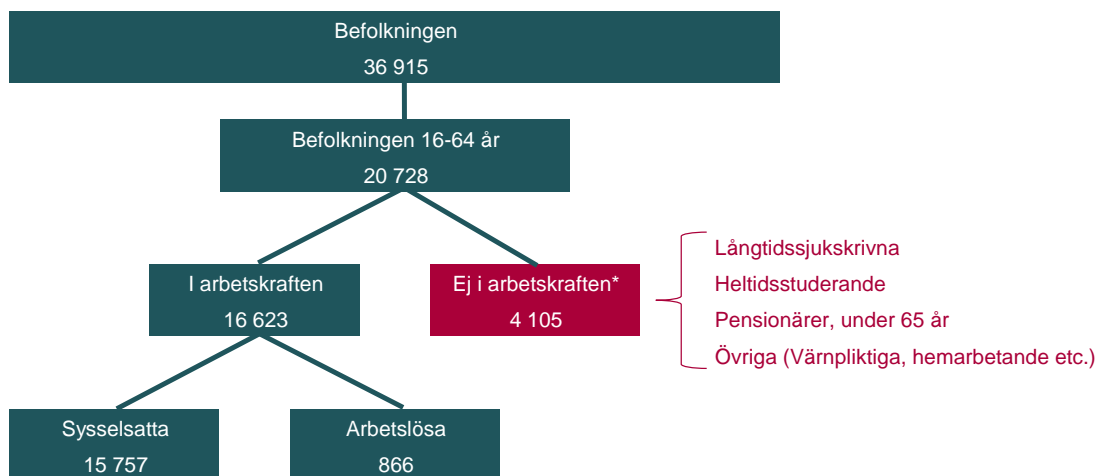 Befolkningen
36 915
Befolkningen 16-64 år
20 728
I arbetskraften
16 623
Ej i arbetskraften*
4 105
Långtidssjukskrivna
Heltidsstuderande
Pensionärer, under 65 år
Övriga (Värnpliktiga, hemarbetande etc.)
Sysselsatta
15 757
Arbetslösa
866